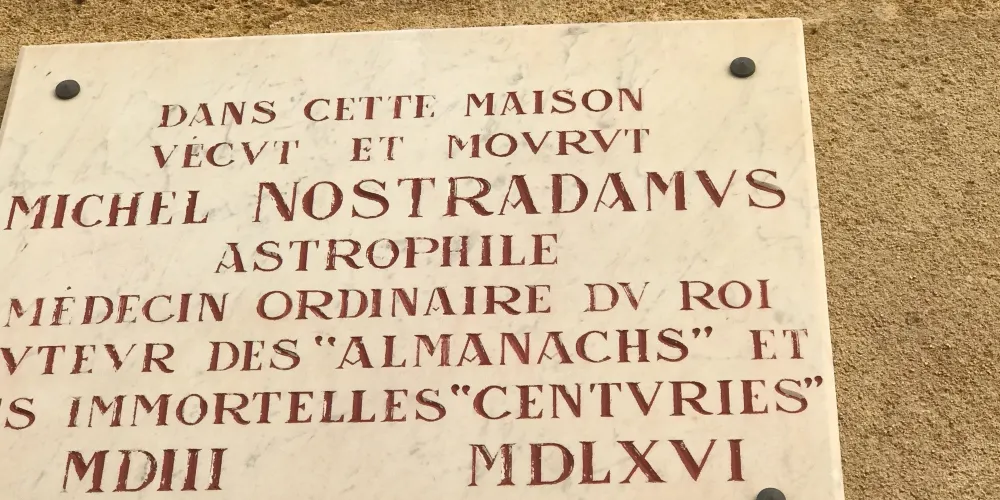 DANS CETTE MAISON
VÉCVT ET MOVRVT
MICHEL NOSTRADAMVS
ASTROPHILE
MÉDECIN ORDINAIRE DV ROI
VTEVR DES "ALMANACHS" ET
S IMMORTELLES "CENTVRIES"
MDIII MDLXVI